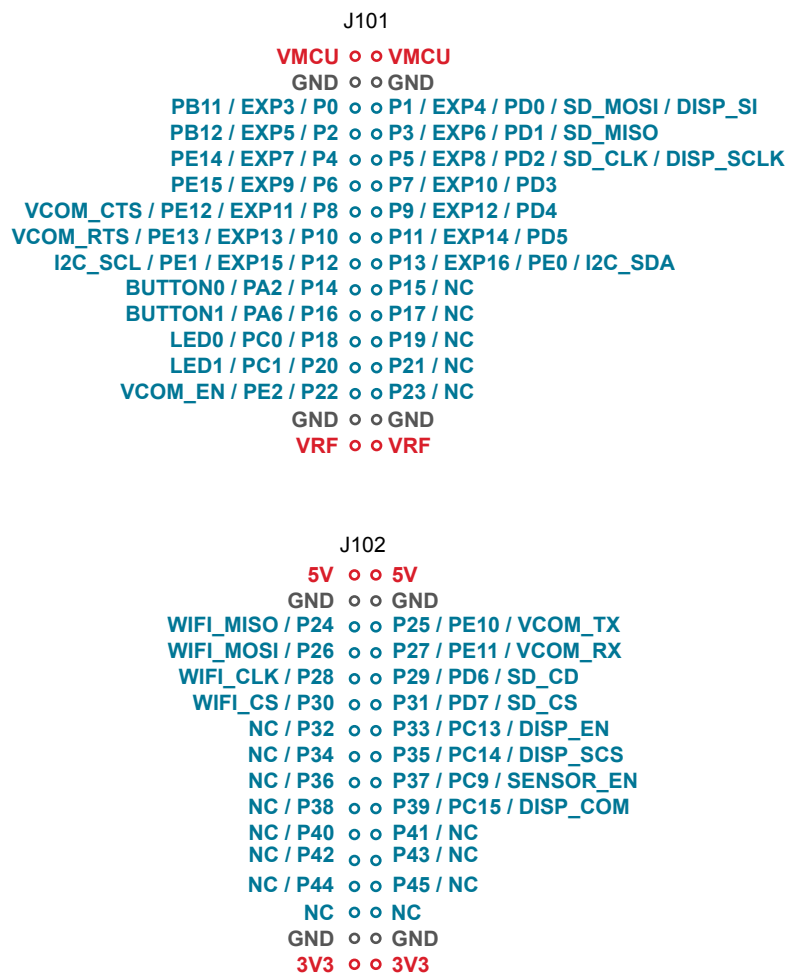 J101
VMCU VMCU
GND GND
PB11 / EXP3 / P0 P1 / EXP4 / PD0 / SD_MOSI / DISP_SI
PB12 / EXP5 / P2 P3 / EXP6 / PD1 / SD_MISO
PE14 / EXP7 / P4 P5 / EXP8 / PD2 / SD_CLK / DISP_SCLK
PE15 / EXP9 / P6 P7 / EXP10 / PD3
VCOM_CTS / PE12 / EXP11 / P8 P9 / EXP12 / PD4
VCOM_RTS / PE13 / EXP13 / P10 P11 / EXP14 / PD5
I2C_SCL / PE1 / EXP15 / P12 P13 / EXP16 / PE0 / I2C_SDA
BUTTON0 / PA2 / P14 P15 / NC
BUTTON1 / PA6 / P16 P17 / NC
LED0 / PC0 / P18 P19 / NC
LED1 / PC1 / P20 P21 / NC
VCOM_EN / PE2 / P22 P23 / NC
GND GND
VRF VRF
J102
5V 5V
GND GND
WIFI_MISO / P24 P25 / PE10 / VCOM_TX
WIFI_MOSI / P26 P27 / PE11 / VCOM_RX
WIFI_CLK / P28 P29 / PD6 / SD_CD
WIFI_CS / P30 P31 / PD7 / SD_CS
NC / P32 P33 / PC13 / DISP_EN
NC / P34 P35 / PC14 / DISP_SCS
NC / P36 P37 / PC9 / SENSOR_EN
NC / P38 P39 / PC15 / DISP_COM
NC / P40 P41 / NC
NC / P42 P43 / NC
NC / P44 P45 / NC
NC NC
GND GND
3V3 3V3